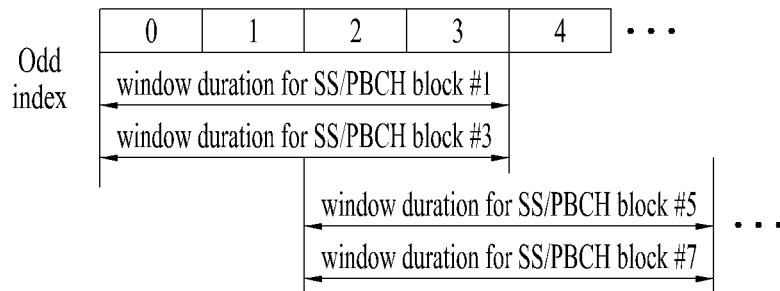 0 1 2 3 4 • • •
Odd
index
window duration for SS/PBCH block #1
window duration for SS/PBCH block #3
window duration for SS/PBCH block #5
• • •
window duration for SS/PBCH block #7